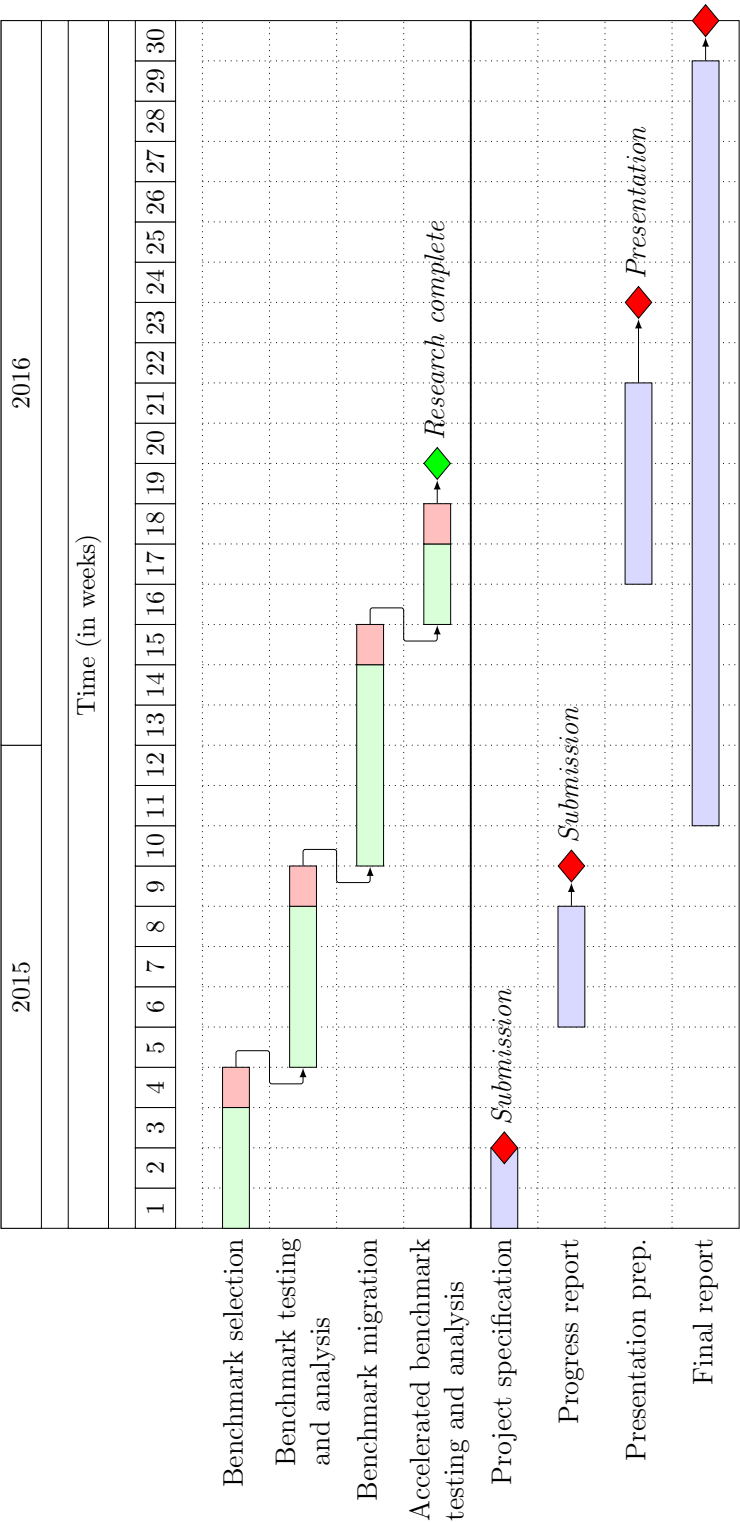 2015
2016
Time (in weeks)
1 2 3 4 5 6 7 8 9 10 11 12 13 14 15 16 17 18 19 20 21 22 23 24 25 26 27 28 29 30
Benchmark selection
Benchmark testing
and analysis
Benchmark migration
Accelerated benchmark
testing and analysis
Research complete
Project specification
Submission
Progress report
Submission
Presentation prep.
Presentation
Final report